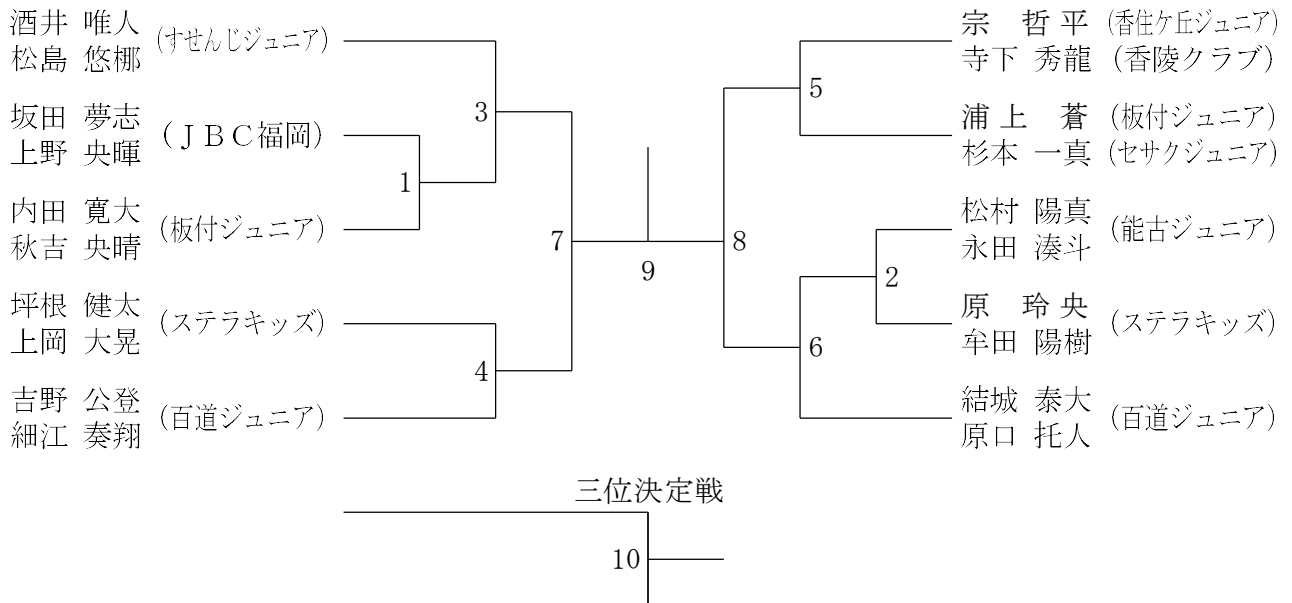 酒井 唯人 (すせんじジュニア)
松島 悠梛
坂田 夢志 (ＪＢＣ福岡)
上野 央暉
内田 寛大 (板付ジュニア)
秋吉 央晴
坪根 健太 (ステラキッズ)
上岡 大晃
吉野 公登 (百道ジュニア)
細江 奏翔
3
1
7
4
9
宗 哲平 (香住ケ丘ジュニア)
寺下 秀龍 (香陵クラブ)
浦上 蒼 (板付ジュニア)
杉本 一真 (セサクジュニア)
松村 陽真 (能古ジュニア)
永田 湊斗
原 玲央 (ステラキッズ)
牟田 陽樹
結城 泰大 (百道ジュニア)
原口 托人
5
8
2
6
三位決定戦
10